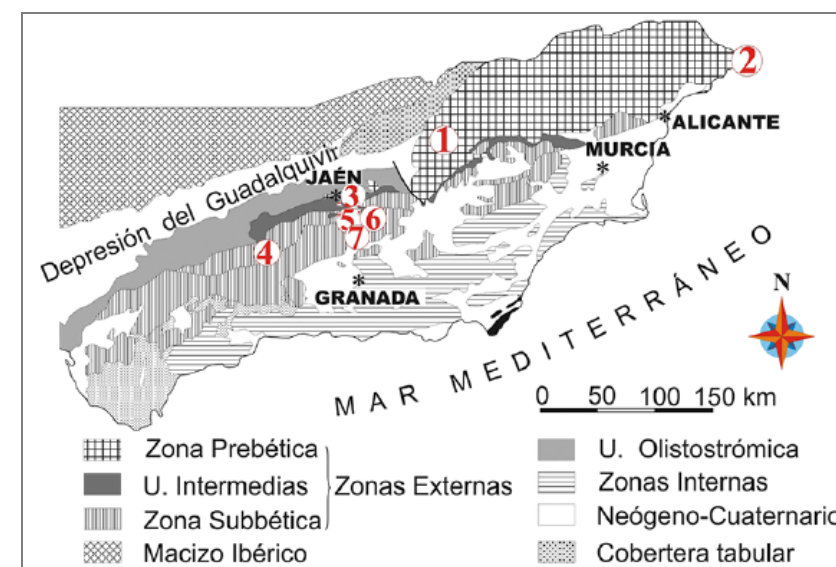 2
1
ALICANTE
MURCIA
Depresión del Guadalquivir
JAÉN
3
5 6
7
4
GRANADA
MAR MEDITERRÁNEO
N
0 50 100 150 km
Zona Prebética
U. Intermedias
Zona Subbética
Zonas Externas
Macizo Ibérico
U. Olistostrómica
Zonas Internas
Neógeno-Cuaternario
Cobertera tabular